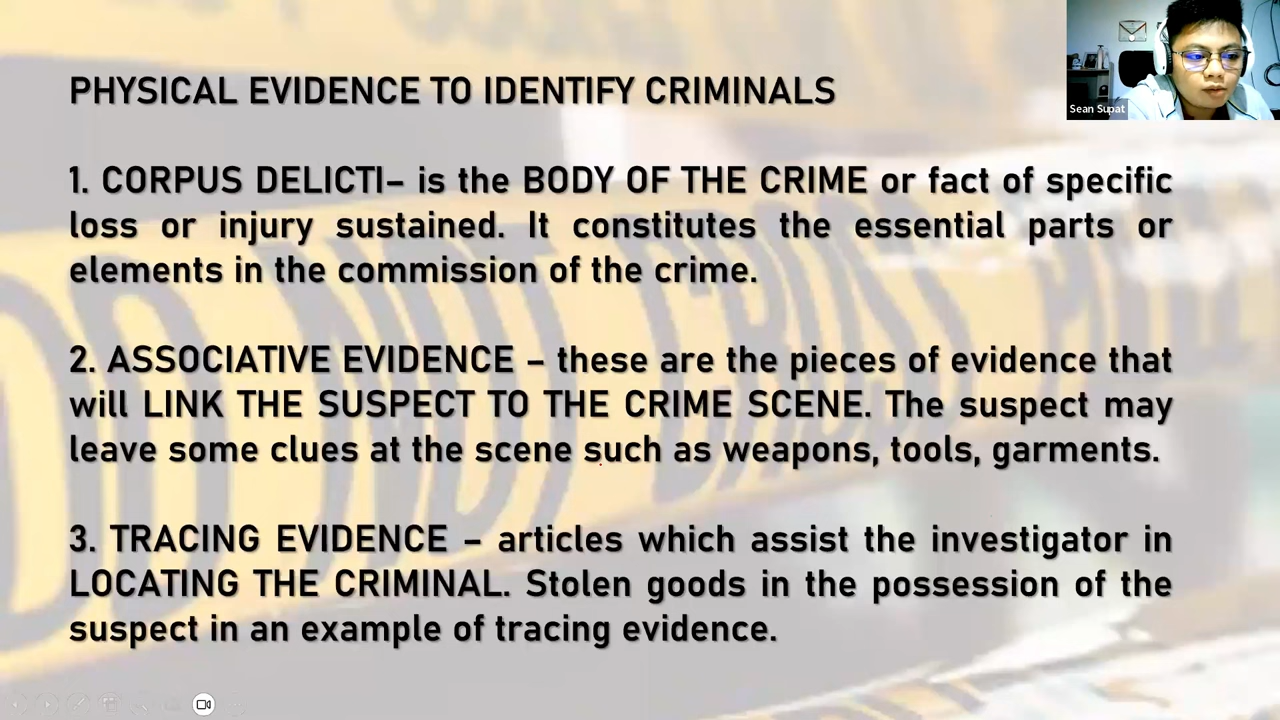 PHYSICAL EVIDENCE TO IDENTIFY CRIMINALS
1. CORPUS DELICTI– is the BODY OF THE CRIME or fact of specific
loss or injury sustained. It constitutes the essential parts or
elements in the commission of the crime.
2. ASSOCIATIVE EVIDENCE – these are the pieces of evidence that
will LINK THE SUSPECT TO THE CRIME SCENE. The suspect may
leave some clues at the scene such as weapons, tools, garments.
3. TRACING EVIDENCE – articles which assist the investigator in
LOCATING THE CRIMINAL. Stolen goods in the possession of the
suspect in an example of tracing evidence.
Sean Supat
DO NOT CROSS